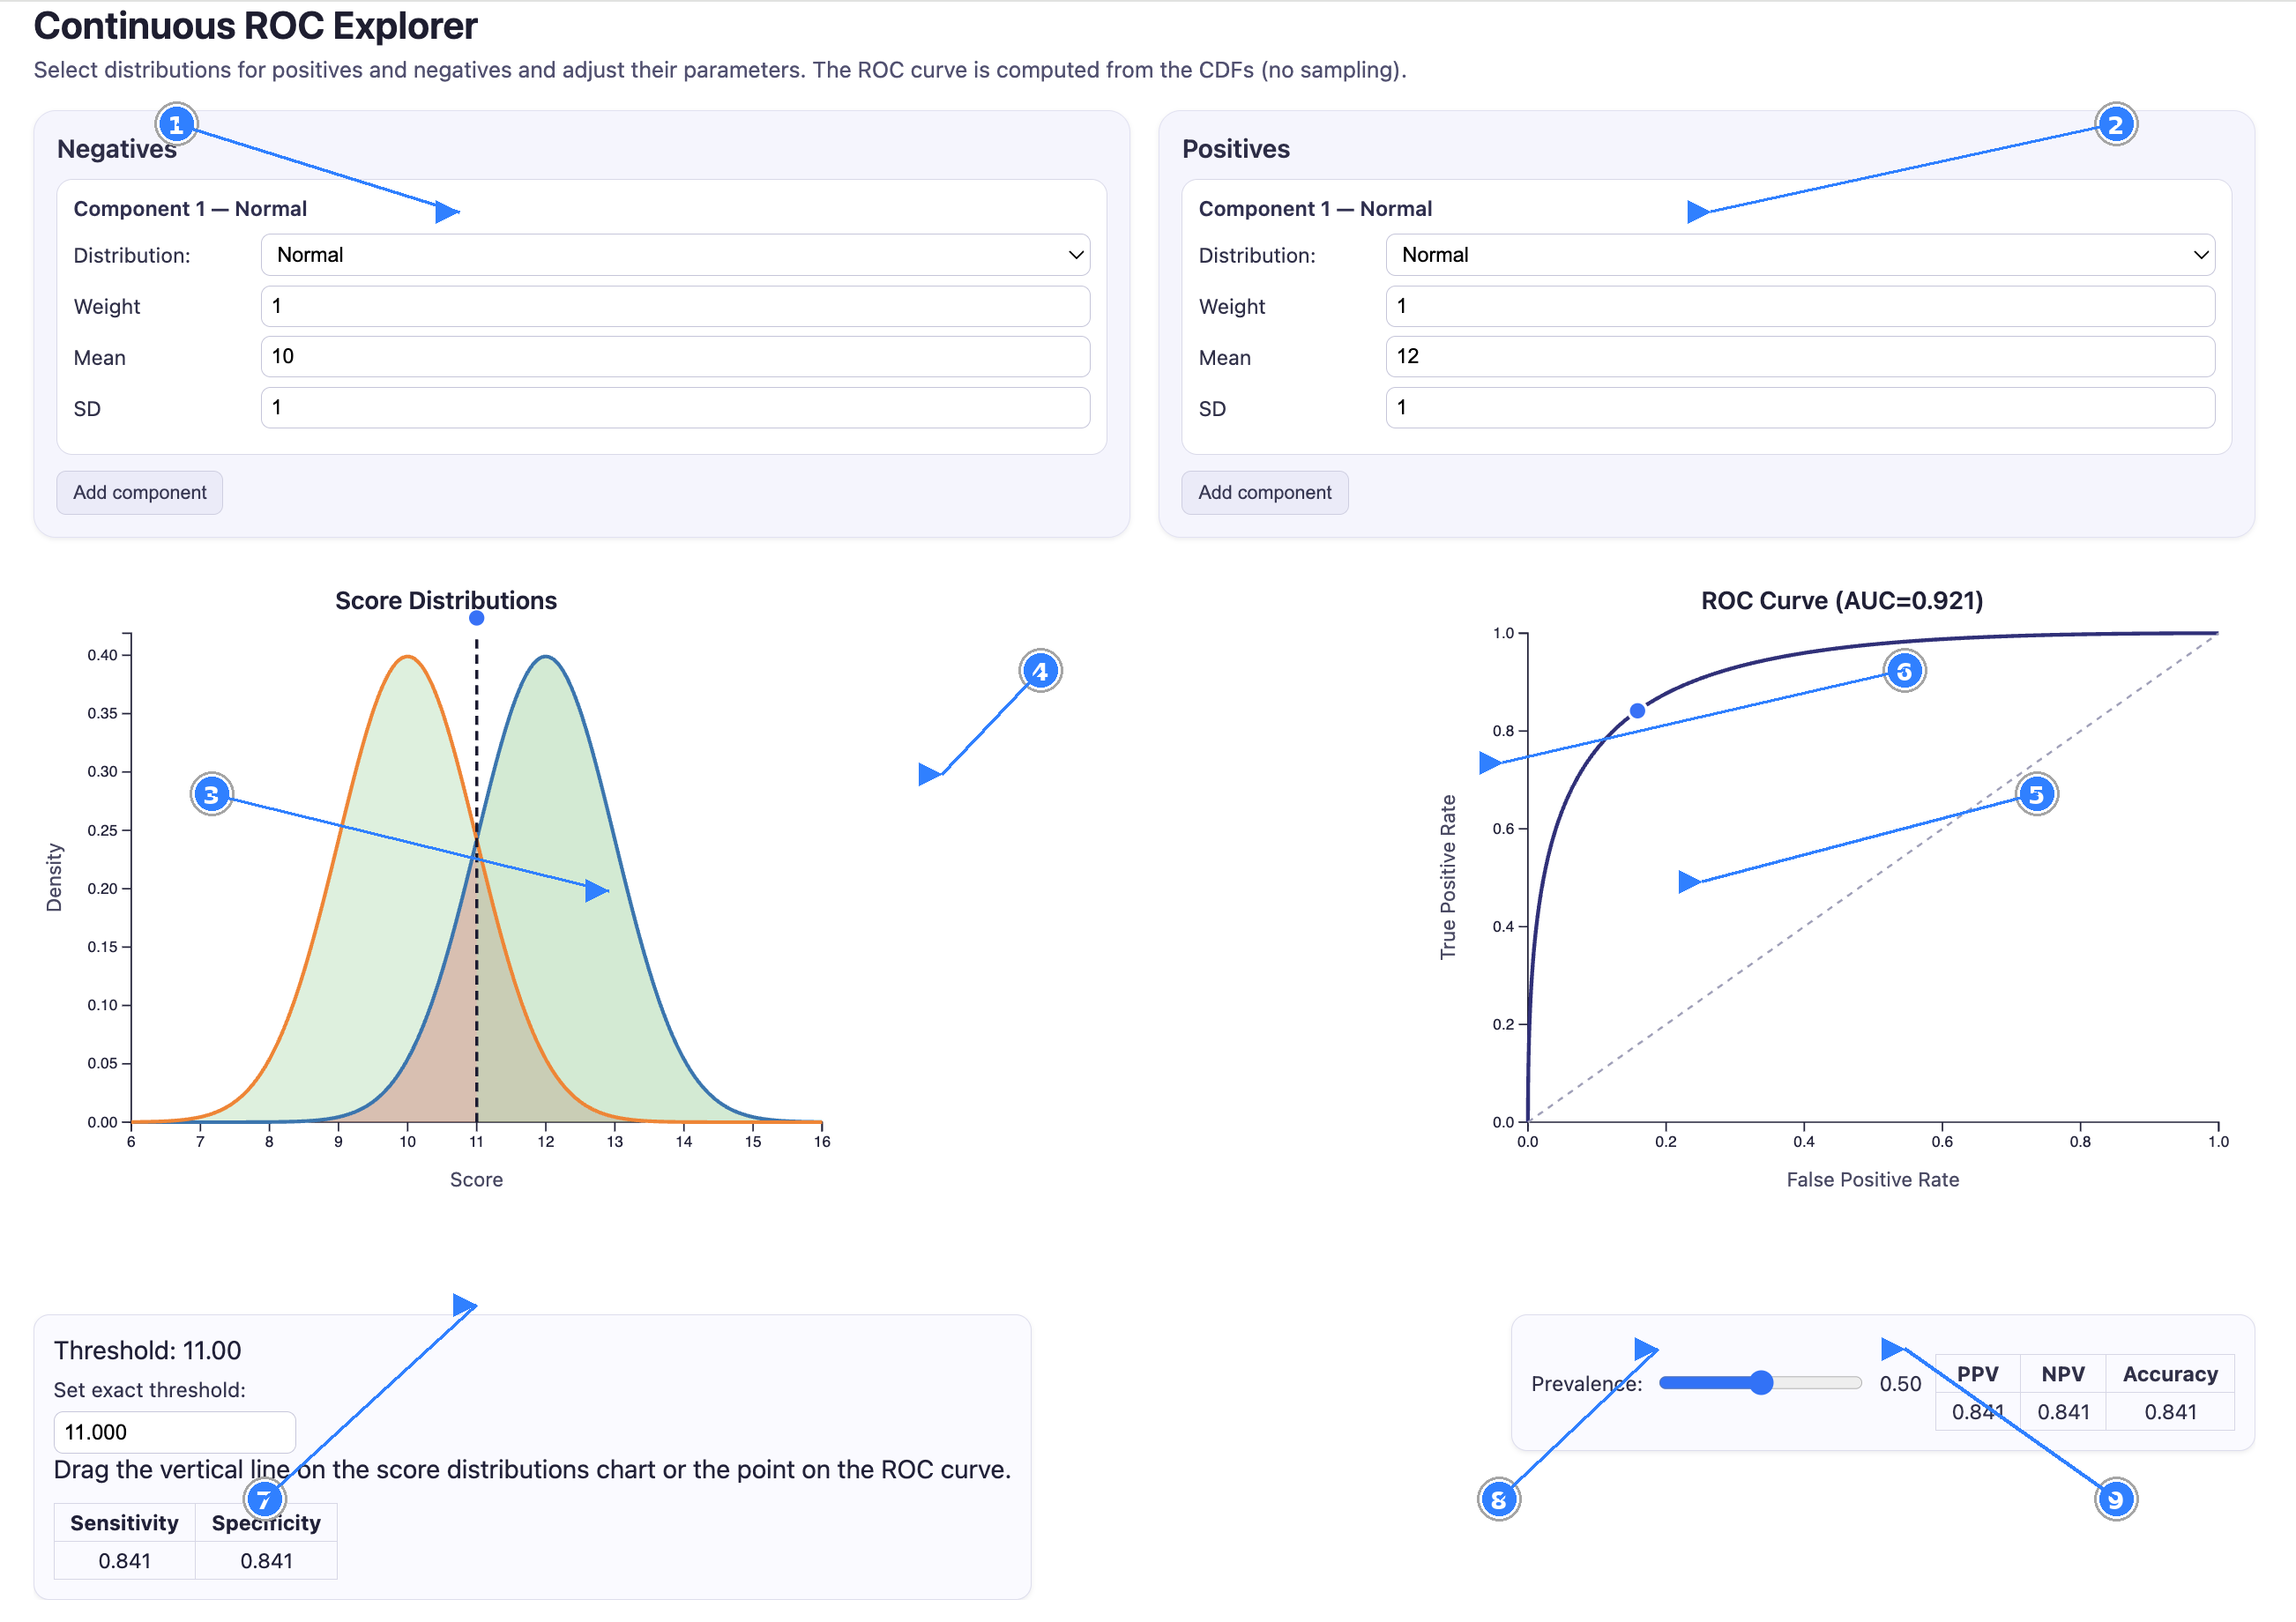 Continuous ROC Explorer
Select distributions for positives and negatives and adjust their parameters. The ROC curve is computed from the CDFs (no sampling).
1
2
Negatives
Component 1 — Normal
Distribution: Normal
Weight 1
Mean 10
SD 1
Add component
Positives
Component 1 — Normal
Distribution: Normal
Weight 1
Mean 12
SD 1
Add component
Score Distributions
4
3
0.40
0.35
0.30
0.25
0.20
0.15
0.10
0.05
0.00
Density
6 7 8 9 10 11 12 13 14 15 16
Score
ROC Curve (AUC=0.921)
6
5
1.0
0.8
0.6
0.4
0.2
0.0
True Positive Rate
0.0 0.2 0.4 0.6 0.8 1.0
False Positive Rate
Threshold: 11.00
Set exact threshold:
11.000
Drag the vertical line on the score distributions chart or the point on the ROC curve.
7
Sensitivity Specificity
0.841 0.841
Prevalence: 0.50
PPV NPV Accuracy
0.841 0.841 0.841
8
9